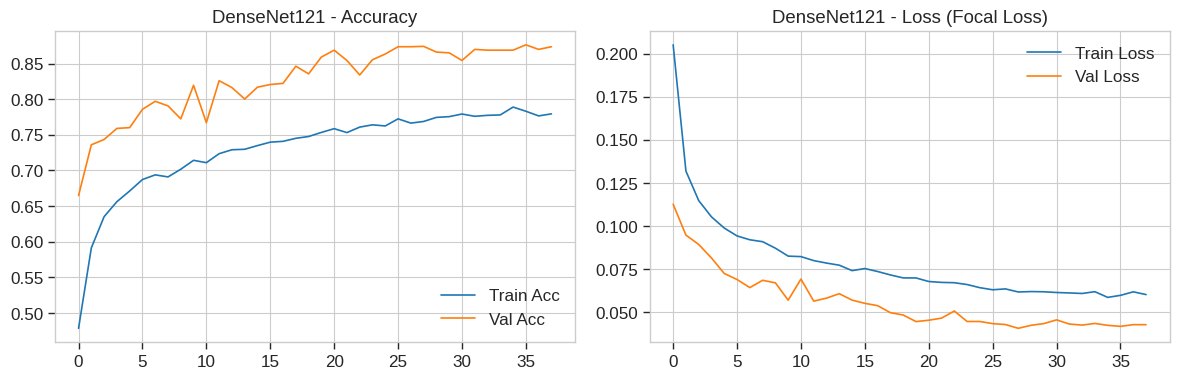 DenseNet121 - Accuracy
0.85
0.80
0.75
0.70
0.65
0.60
0.55
0.50
Train Acc
Val Acc
0 5 10 15 20 25 30 35
DenseNet121 - Loss (Focal Loss)
0.200
0.175
0.150
0.125
0.100
0.075
0.050
Train Loss
Val Loss
0 5 10 15 20 25 30 35